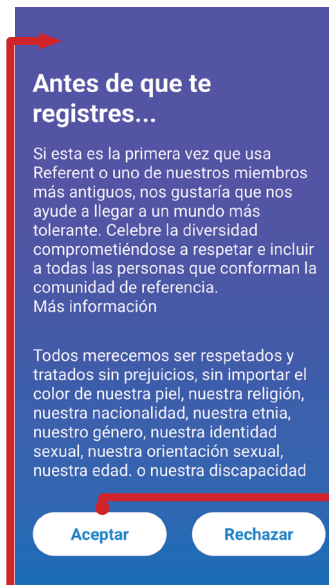 Antes de que te
registres...
Si esta es la primera vez que usa
Referent o uno de nuestros miembros
más antiguos, nos gustaría que nos
ayude a llegar a un mundo más
tolerante. Celebre la diversidad
comprometiéndose a respetar e incluir
a todas las personas que conforman la
comunidad de referencia.
Más información
Todos merecemos ser respetados y
tratados sin prejuicios, sin importar el
color de nuestra piel, nuestra religión,
nuestra nacionalidad, nuestra etnia,
nuestro género, nuestra identidad
sexual, nuestra orientación sexual,
nuestra edad. o nuestra discapacidad
Aceptar Rechazar